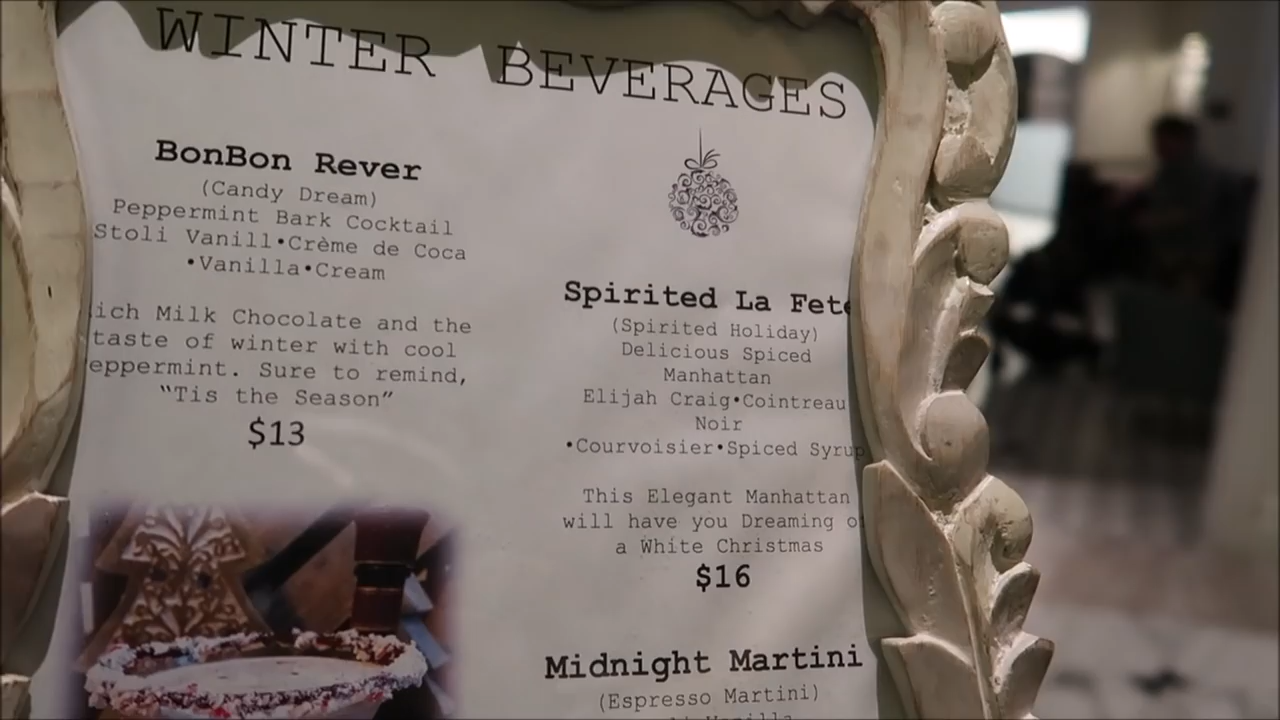 WINTER BEVERAGES
BonBon Rever
(Candy Dream)
Peppermint Bark Cocktail
Stoli Vanill•Crème de Coca
•Vanilla•Cream
ich Milk Chocolate and the
taste of winter with cool
eppermint. Sure to remind,
“Tis the Season”
$13
Spirited La Fete
(Spirited Holiday)
Delicious Spiced
Manhattan
Elijah Craig•Cointreau
Noir
•Courvoisier•Spiced Syrup
This Elegant Manhattan
will have you Dreaming of
a White Christmas
$16
Midnight Martini
(Espresso Martini)